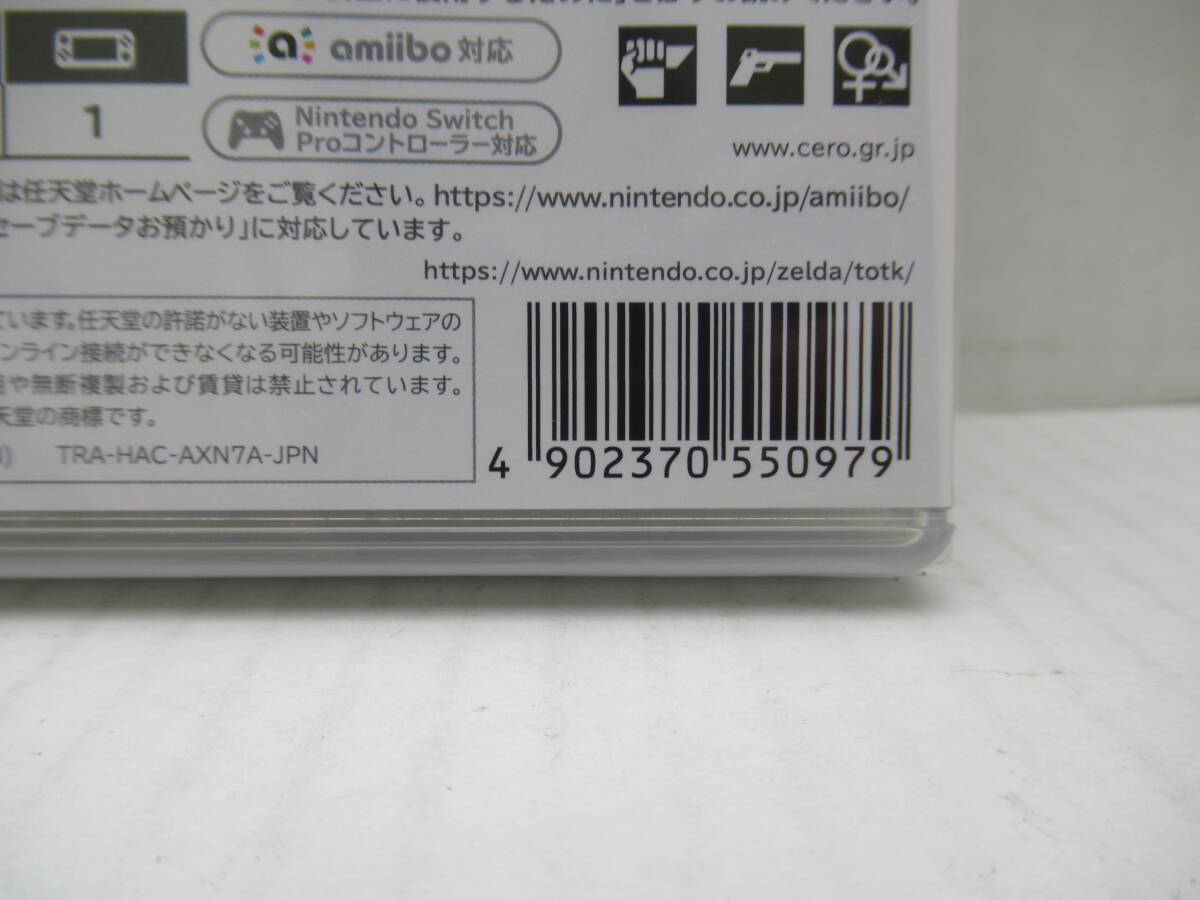 amiibo 対応
1
Nintendo Switch
Proコントローラー対応
www.cero.gr.jp
は任天堂ホームページをご覧ください。https://www.nintendo.co.jp/amiibo/
セーブデータお預かり」に対応しています。
https://www.nintendo.co.jp/zelda/totk/
ています。任天堂の許諾がない装置やソフトウェアの
ンライン接続ができなくなる可能性があります。
や無断複製および賃貸は禁止されています。
天堂の商標です。
TRA-HAC-AXN7A-JPN
4 902370 550979